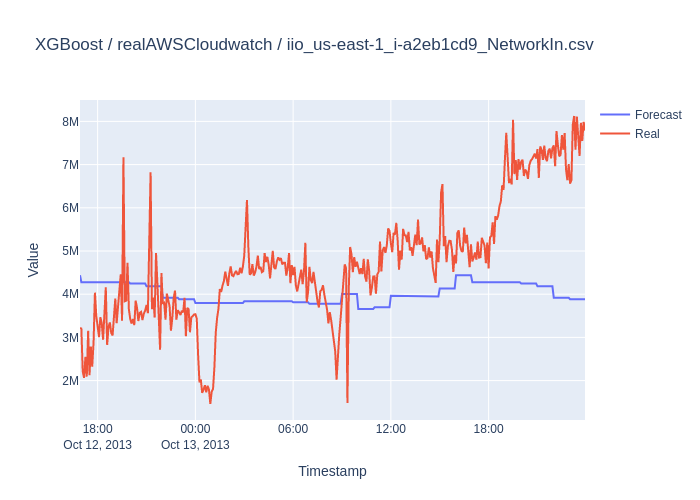 XGBoost / realAWSCloudwatch / iio_us-east-1_i-a2eb1cd9_NetworkIn.csv
Forecast
Real
8M
7M
6M
5M
4M
3M
2M
Value
18:00 00:00 06:00 12:00 18:00
Oct 12, 2013 Oct 13, 2013
Timestamp